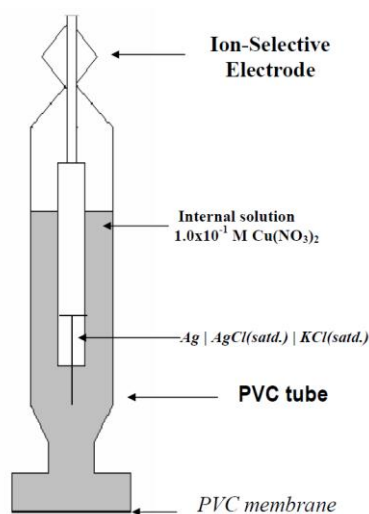 Ion-Selective
Electrode
Internal solution
1.0x10⁻¹ M Cu(NO₃)₂
Ag | AgCl(satd.) | KCl(satd.)
PVC tube
PVC membrane